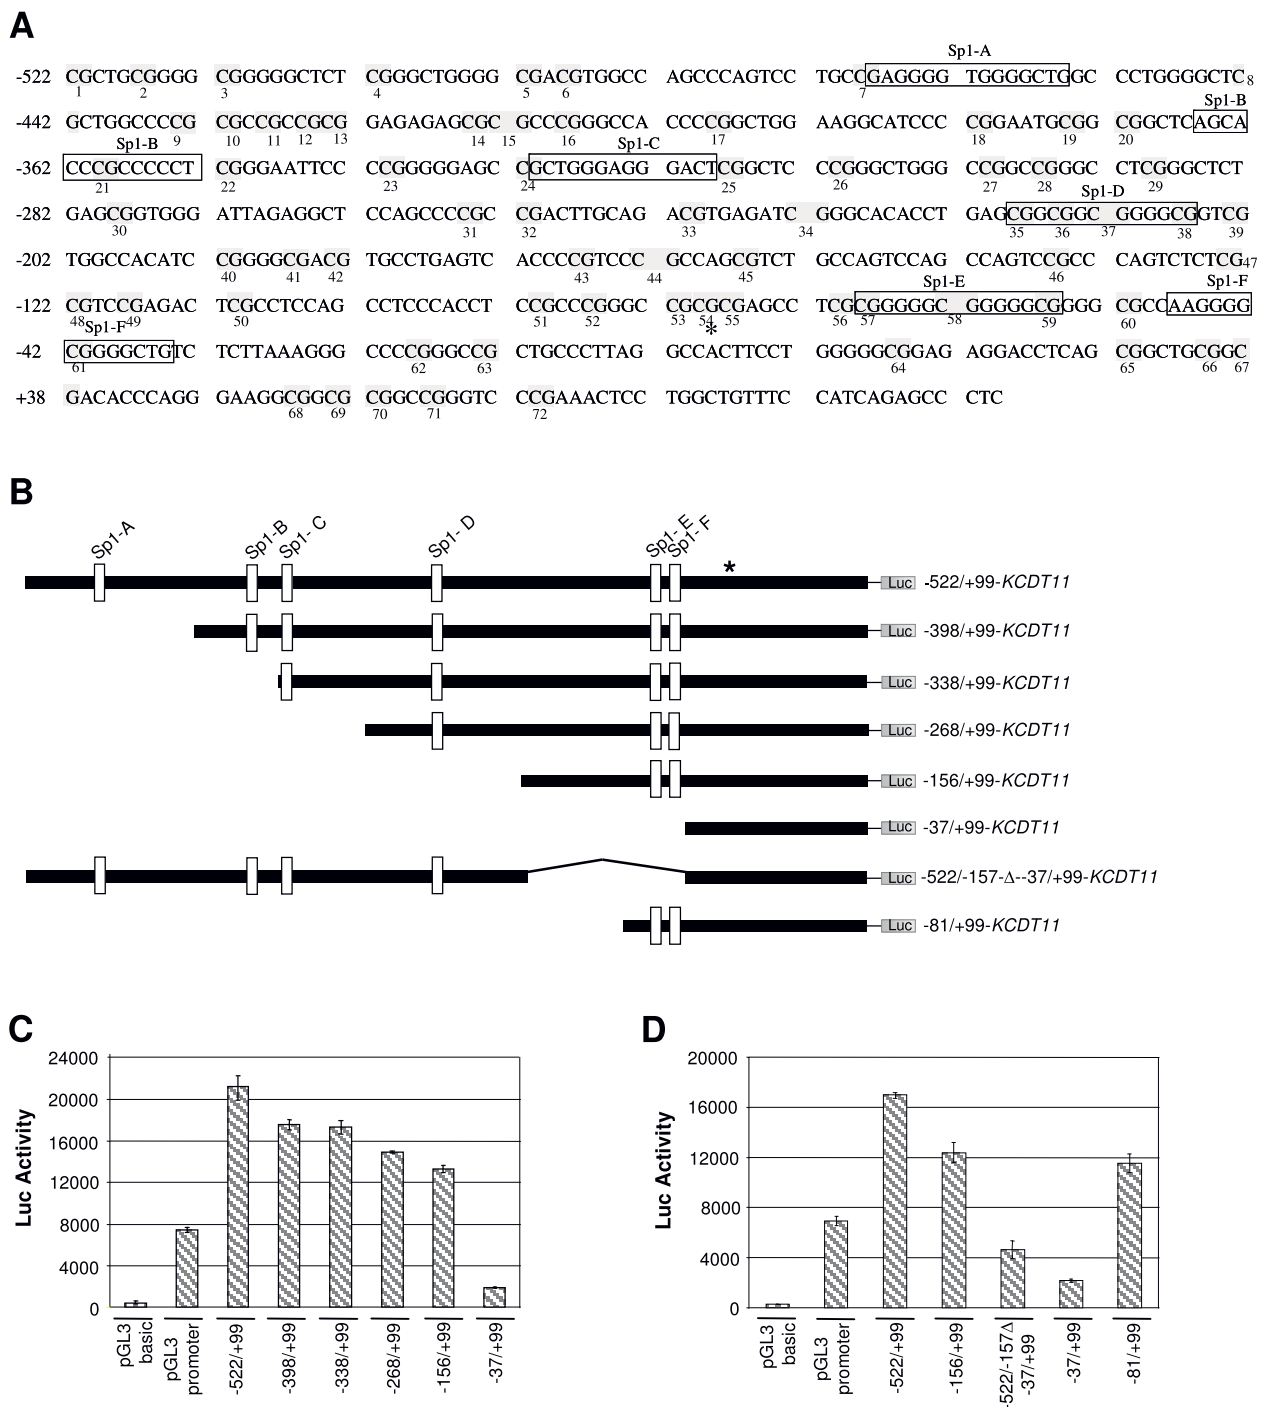 A
Sp1-A
-522 CGCTGCGGGG CGGGGGCTCT CGGGCTGGGG CGACGTGGCC AGCCCAGTCC TGCCGAGGGG TGGGGCTGGC CCTGGGGCTC
1 2 3 4 5 6 7 8
Sp1-B
-442 GCTGGCCCCG CGCCGCCGCG GAGAGAGCGC GCCCGGGCCA CCCCGGCTGG AAGGCATCCC CGGAATGCGG CGGCTCAGCA
9 10 11 12 13 14 15 16 17 18 19 20
Sp1-B Sp1-C
-362 CCCGCCCCCT CGGGAATTCC CCGGGGGAGC CGCTGGGAGG GACTCGGCTC CGGGCTGGGC CGGCCGGGGC CTCGGGCTCT
21 22 23 24 25 26 27 28 29
Sp1-D
-282 GAGCGGTGGG ATTAGAGGCT CCAGCCCCGC CGACTTGCAG ACGTGAGATC GGGCACACCT GAGCGGCGGC GGGGCGGTCG
30 31 32 33 34 35 36 37 38 39
-202 TGGCCACATC CGGGGCGACG TGCCTGAGTC ACCCCGTCCC GCCAGCGTCT GCCAGTCCAG CCAGTCCGCC CAGTCTCTCG
40 41 42 43 44 45 46 47
Sp1-E Sp1-F
-122 CGTCCGAGAC TCGCCTCCAG CCTCCCACCT CCGCCCGGGC CGCGCGAGCC TCGCGGGGGC GGGGGCGGGG CGCCAAGGGG
48 49 50 51 52 53 54 55 56 57 58 59 60
Sp1-F *
-42 CGGGGCTGTC TCTTAAAGGG CCCCGGGCCG CTGCCCTTAG GCCACTTCCT GGGGGCGGAG AGGACCTCAG CGGCTGCGGC
61 62 63 64 65 66 67
+38 GACACCCAGG GAAGGCGGCG CGGCCGGGTC CCGAAACTCC TGGCTGTTTC CATCAGAGCC CTC
68 69 70 71 72
B
Sp1-A Sp1-B Sp1- C Sp1- D Sp1- E Sp1- F
*
Luc -522/+99-KCDT11
Luc -398/+99-KCDT11
Luc -338/+99-KCDT11
Luc -268/+99-KCDT11
Luc -156/+99-KCDT11
Luc -37/+99-KCDT11
Luc -522/-157-Δ--37/+99-KCDT11
Luc -81/+99-KCDT11
C
Luc Activity
24000
20000
16000
12000
8000
4000
0
pGL3 basic
pGL3 promoter
-522/+99
-398/+99
-338/+99
-268/+99
-156/+99
-37/+99
D
Luc Activity
20000
16000
12000
8000
4000
0
pGL3 basic
pGL3 promoter
-522/+99
-156/+99
-522/-157Δ
-37/+99
-37/+99
-81/+99